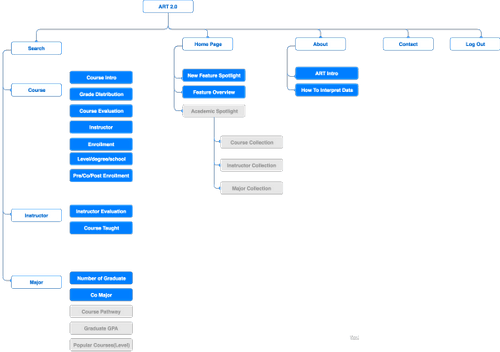 ART 2.0
Search
Home Page
About
Contact
Log Out
Course
Course Intro
Grade Distribution
Course Evaluation
Instructor
Enrollment
Level/degree/school
Pre/Co/Post Enrollment
New Feature Spotlight
Feature Overview
Academic Spotlight
Course Collection
Instructor Collection
Major Collection
ART Intro
How To Interpret Data
Instructor
Instructor Evaluation
Course Taught
Major
Number of Graduate
Co Major
Course Pathway
Graduate GPA
Popular Courses(Level)